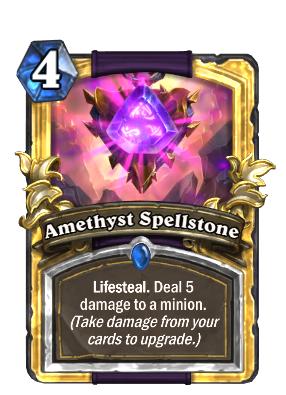 4
Amethyst Spellstone
Lifesteal. Deal 5
damage to a minion.
(Take damage from your
cards to upgrade.)